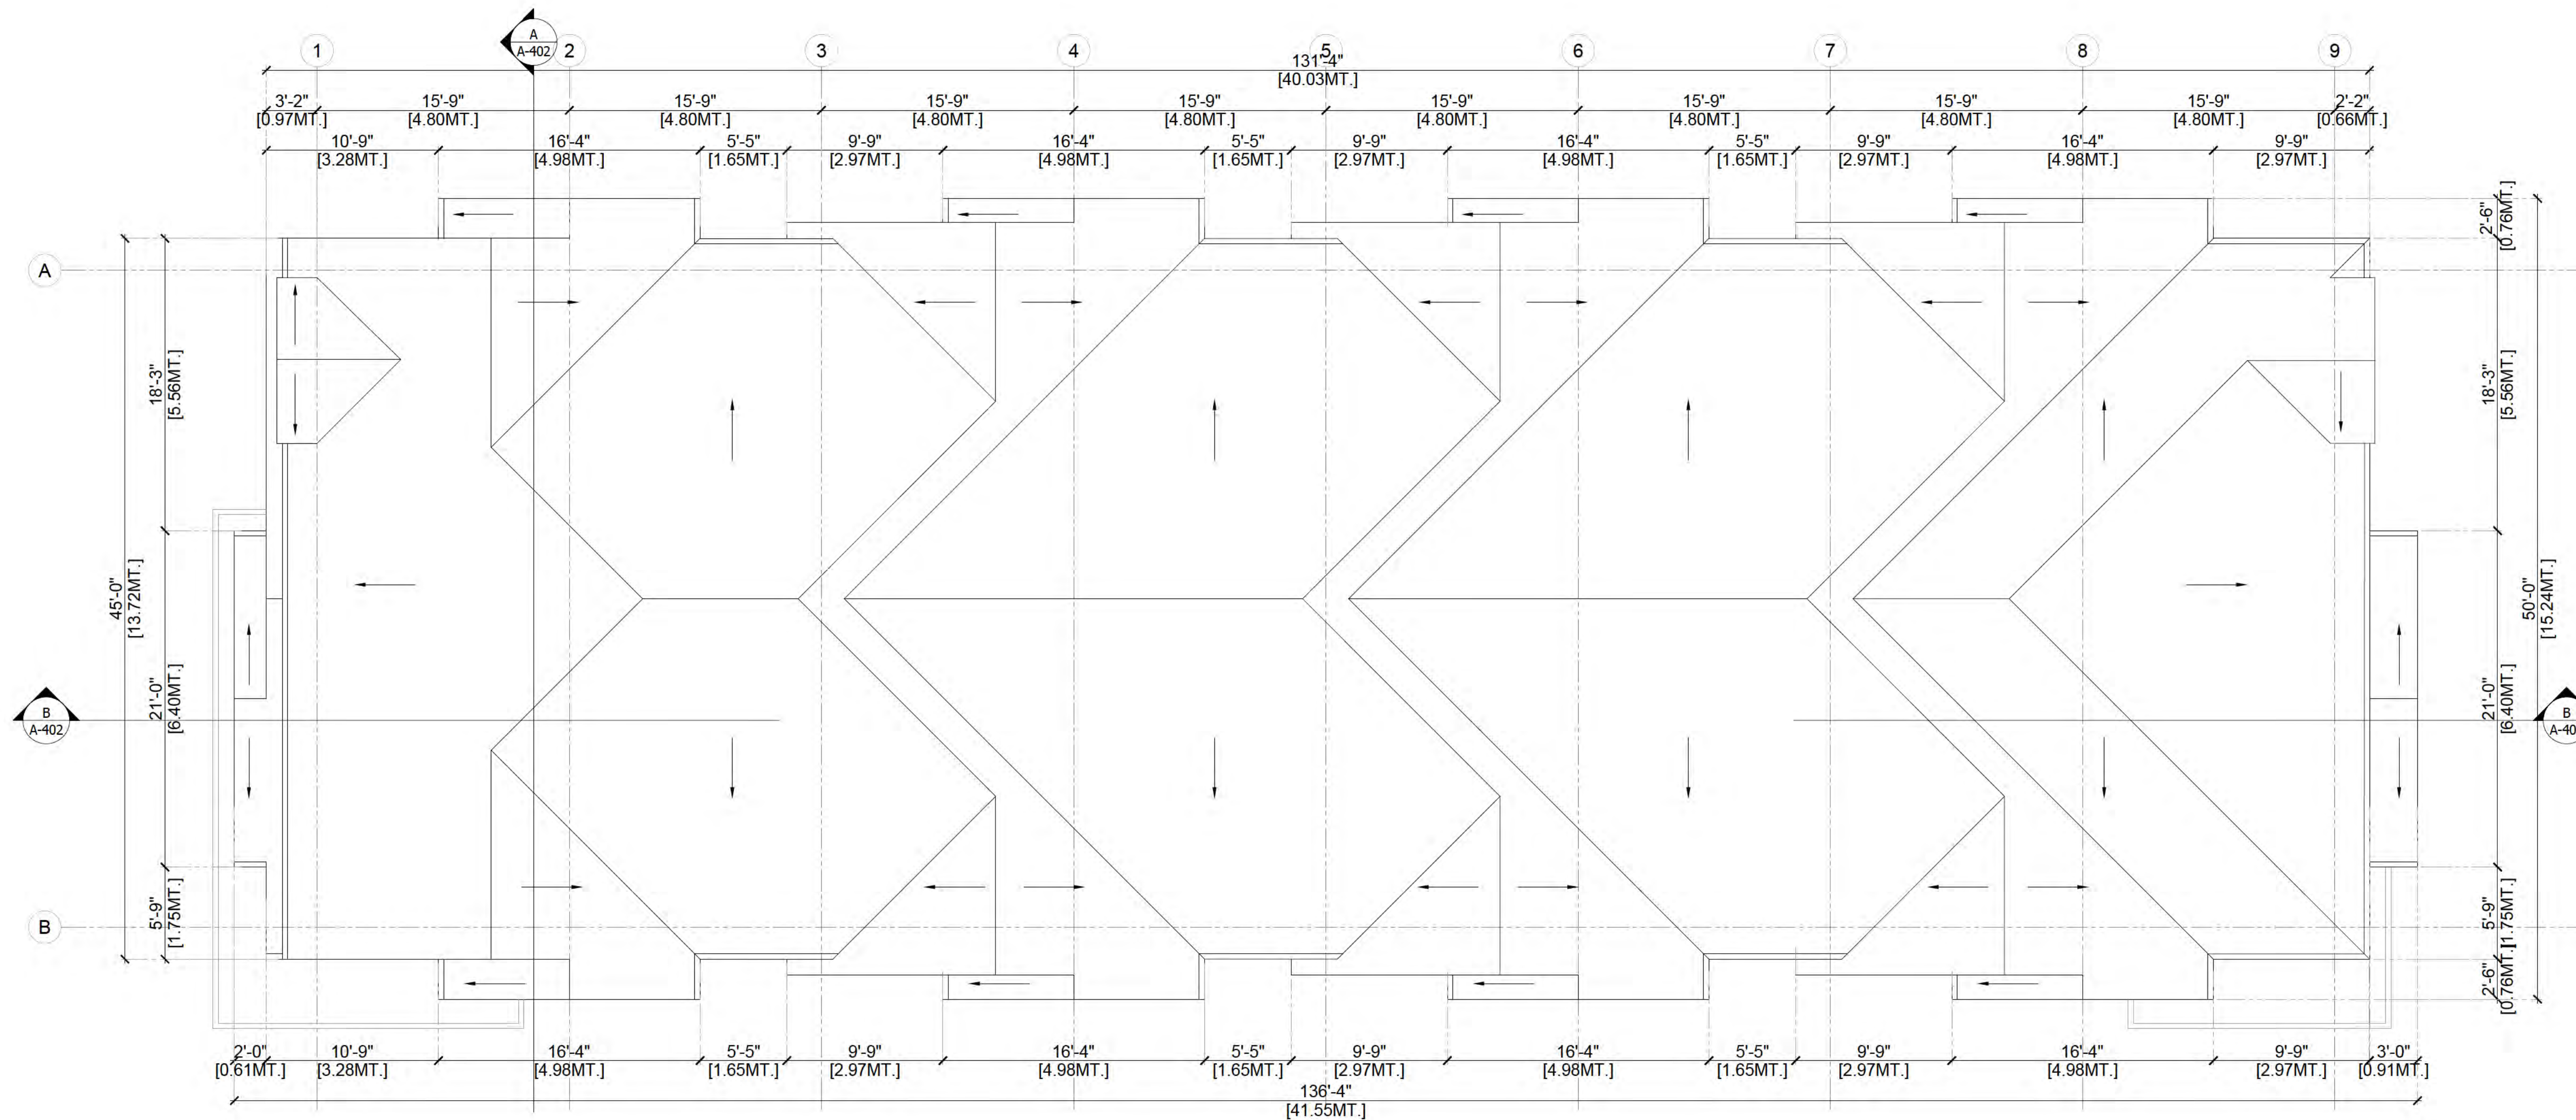 A
A-402
1 2 3 4 5 6 7 8 9
131'-4"
[40.03MT.]
3'-2" 15'-9" 15'-9" 15'-9" 15'-9" 15'-9" 15'-9" 15'-9" 15'-9" 2'-2"
[0.97MT.] [4.80MT.] [4.80MT.] [4.80MT.] [4.80MT.] [4.80MT.] [4.80MT.] [4.80MT.] [4.80MT.] [0.66MT.]
10'-9" 16'-4" 5'-5" 9'-9" 16'-4" 5'-5" 9'-9" 16'-4" 5'-5" 9'-9" 16'-4" 9'-9"
[3.28MT.] [4.98MT.] [1.65MT.] [2.97MT.] [4.98MT.] [1.65MT.] [2.97MT.] [4.98MT.] [1.65MT.] [2.97MT.] [4.98MT.] [2.97MT.]
A
B
B
A-402
45'-0"
[13.72MT.]
18'-3"
[5.56MT.]
21'-0"
[6.40MT.]
5'-9"
[1.75MT.]
2'-6"
[0.76MT.]
18'-3"
[5.56MT.]
21'-0"
[6.40MT.]
5'-9"
[1.75MT.]
2'-6"
[0.76MT.]
50'-0"
[15.24MT.]
B
A-40
2'-0" 10'-9" 16'-4" 5'-5" 9'-9" 16'-4" 5'-5" 9'-9" 16'-4" 5'-5" 9'-9" 16'-4" 9'-9" 3'-0"
[0.61MT.] [3.28MT.] [4.98MT.] [1.65MT.] [2.97MT.] [4.98MT.] [1.65MT.] [2.97MT.] [4.98MT.] [1.65MT.] [2.97MT.] [4.98MT.] [2.97MT.] [0.91MT.]
136'-4"
[41.55MT.]